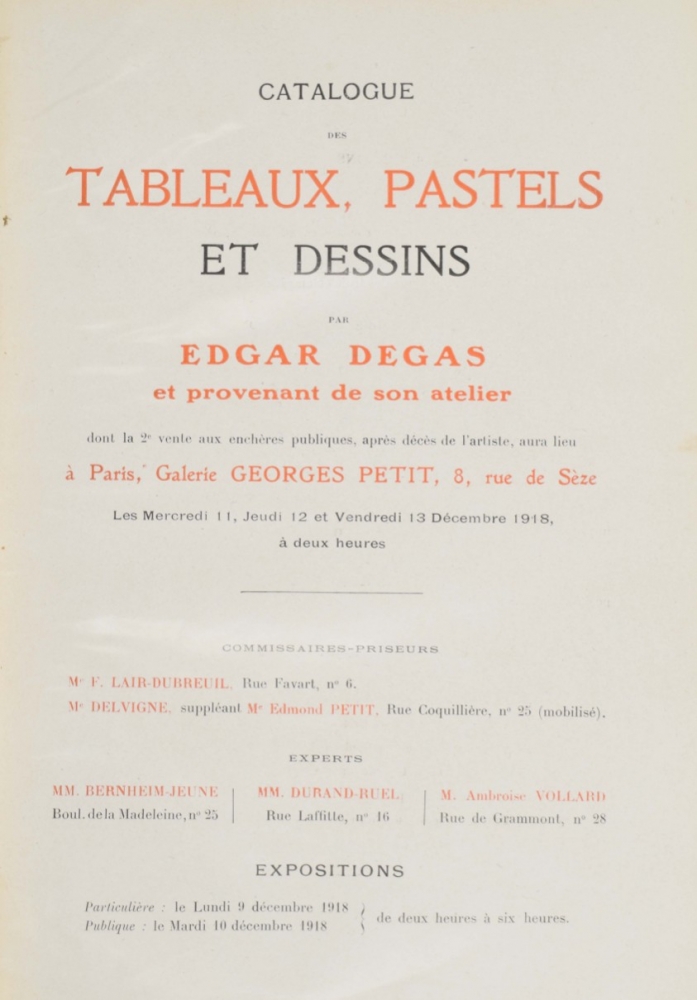 CATALOGUE
DES
TABLEAUX, PASTELS
ET DESSINS
PAR
EDGAR DEGAS
et provenant de son atelier
dont la 2e vente aux enchères publiques, après décès de l'artiste, aura lieu
à Paris, Galerie GEORGES PETIT, 8, rue de Sèze
Les Mercredi 11, Jeudi 12 et Vendredi 13 Décembre 1918,
à deux heures
COMMISSAIRES-PRISEURS
Me F. LAIR-DUBREUIL, Rue Favart, no 6.
Me DELVIGNE, suppléant Me Edmond PETIT, Rue Coquillière, no 25 (mobilisé).
EXPERTS
MM. BERNHEIM-JEUNE
Boul. de la Madeleine, no 25
MM. DURAND-RUEL
Rue Laffitte, no 16
M. Ambroise VOLLARD
Rue de Grammont, no 28
EXPOSITIONS
Particulière : le Lundi 9 décembre 1918
Publique : le Mardi 10 décembre 1918
de deux heures à six heures.